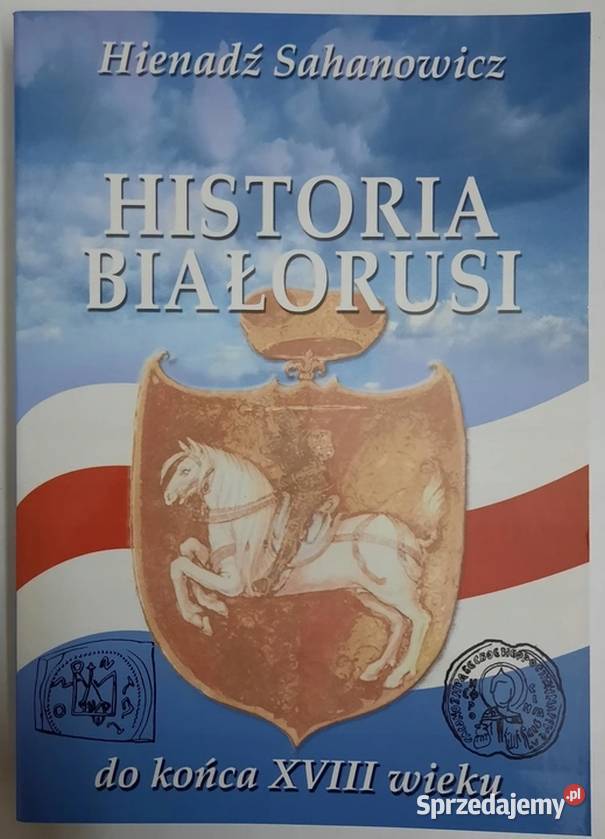 Hienadź Sahanowicz
HISTORIA
BIAŁORUSI
do końca XVIII wieku
Sprzedajemy.pl